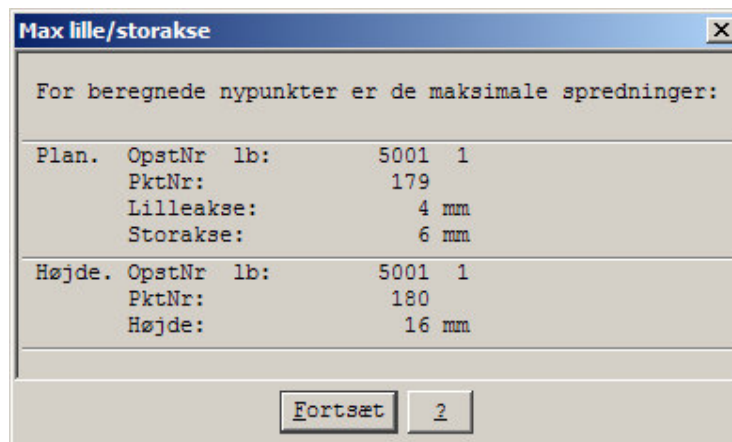 Max lille/storakse
For beregnede nypunkter er de maksimale spredninger:
Plan. OpstNr lb: 5001 1
PktNr: 179
Lilleakse: 4 mm
Storakse: 6 mm
Højde. OpstNr lb: 5001 1
PktNr: 180
Højde: 16 mm
Fortsæt ?